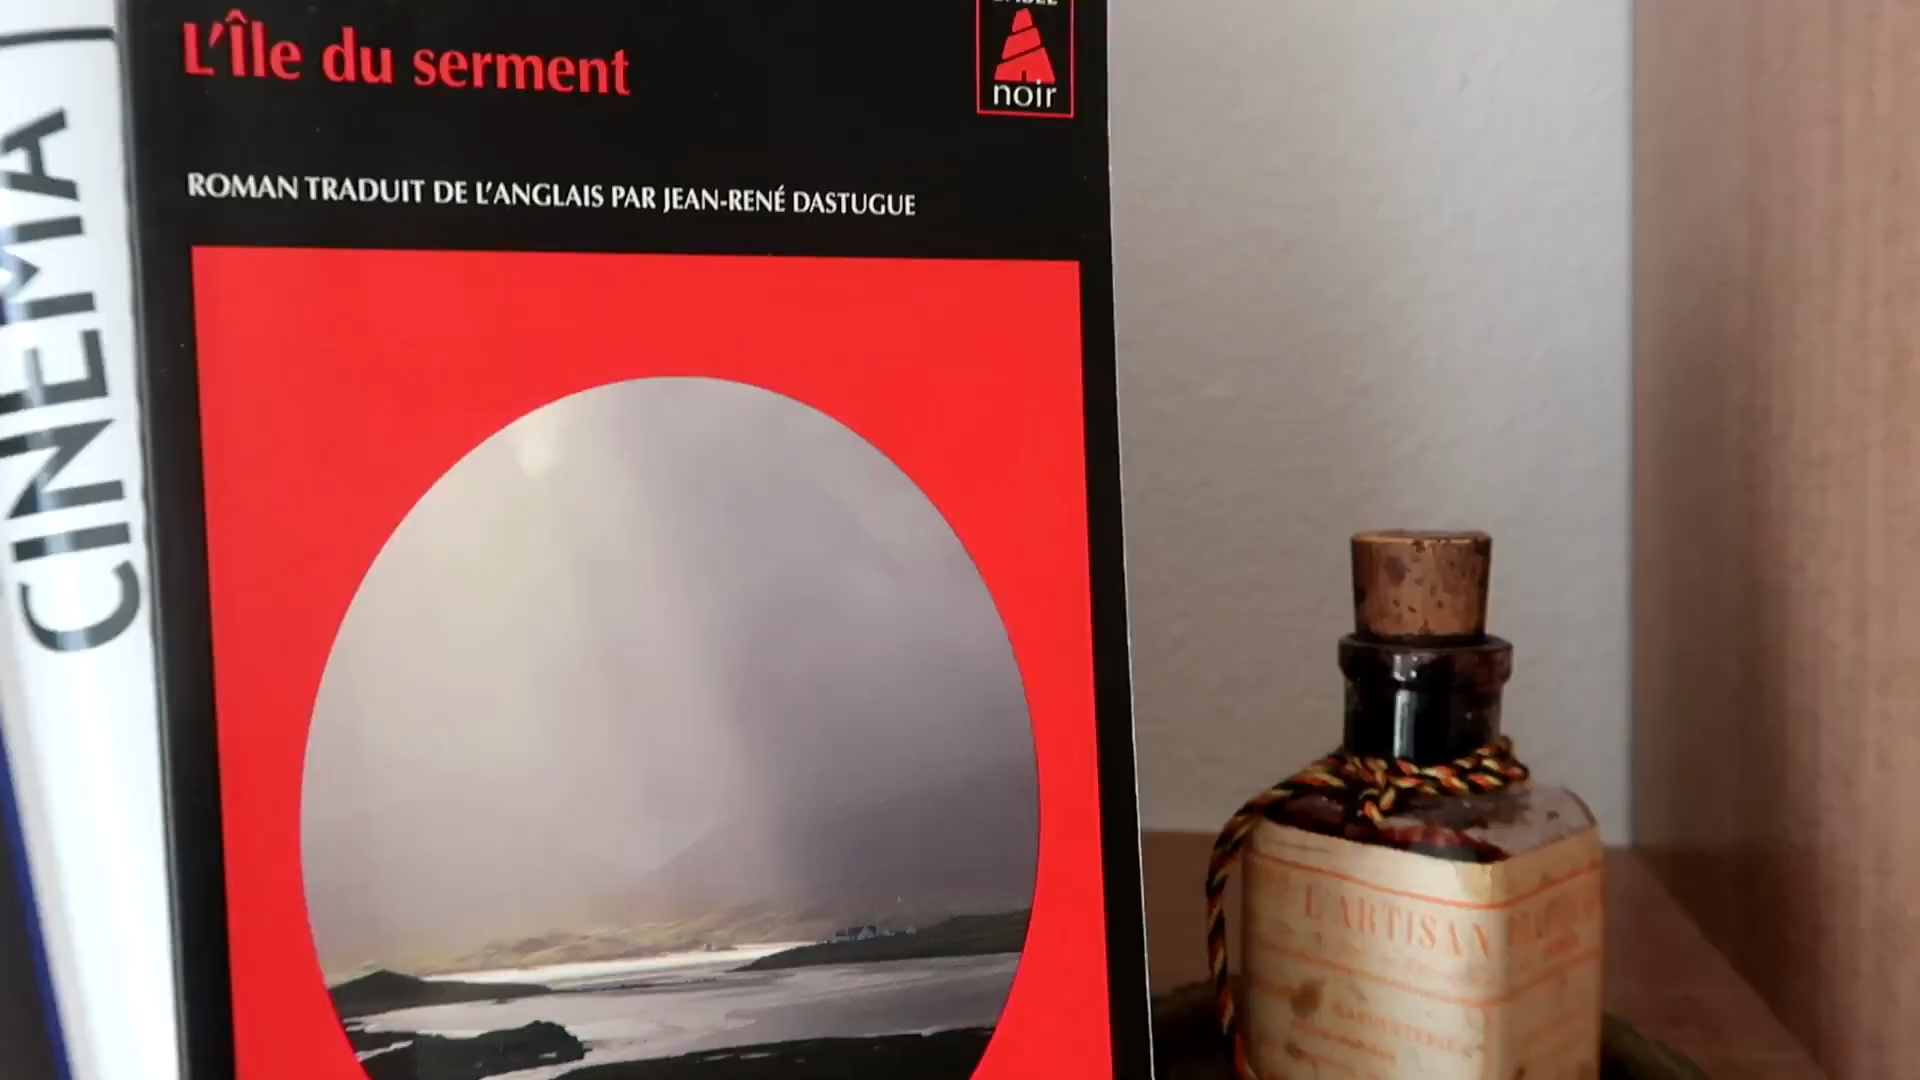 L'Île du serment
noir
ROMAN TRADUIT DE L'ANGLAIS PAR JEAN-RENÉ DASTUGUE
CINEMA
L'ARTISAN